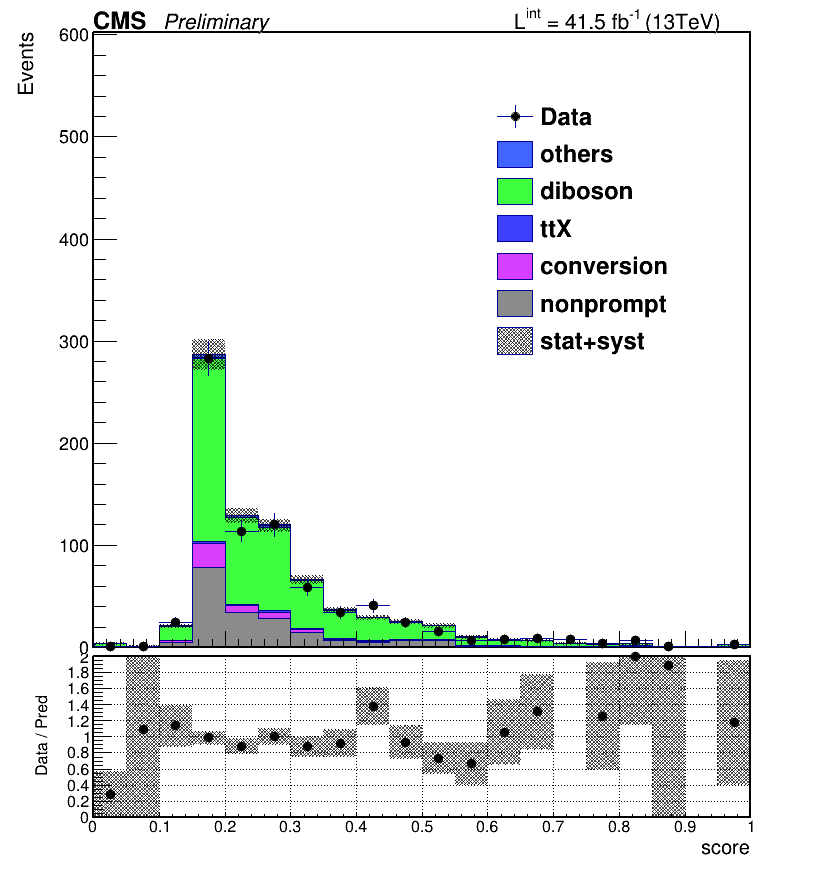 CMS Preliminary L^int = 41.5 fb^-1 (13TeV)
Events
600
500
400
300
200
100
0
Data
others
diboson
ttX
conversion
nonprompt
stat+syst
Data / Pred
2
1.8
1.6
1.4
1.2
1
0.8
0.6
0.4
0.2
0
0 0.1 0.2 0.3 0.4 0.5 0.6 0.7 0.8 0.9 1
score